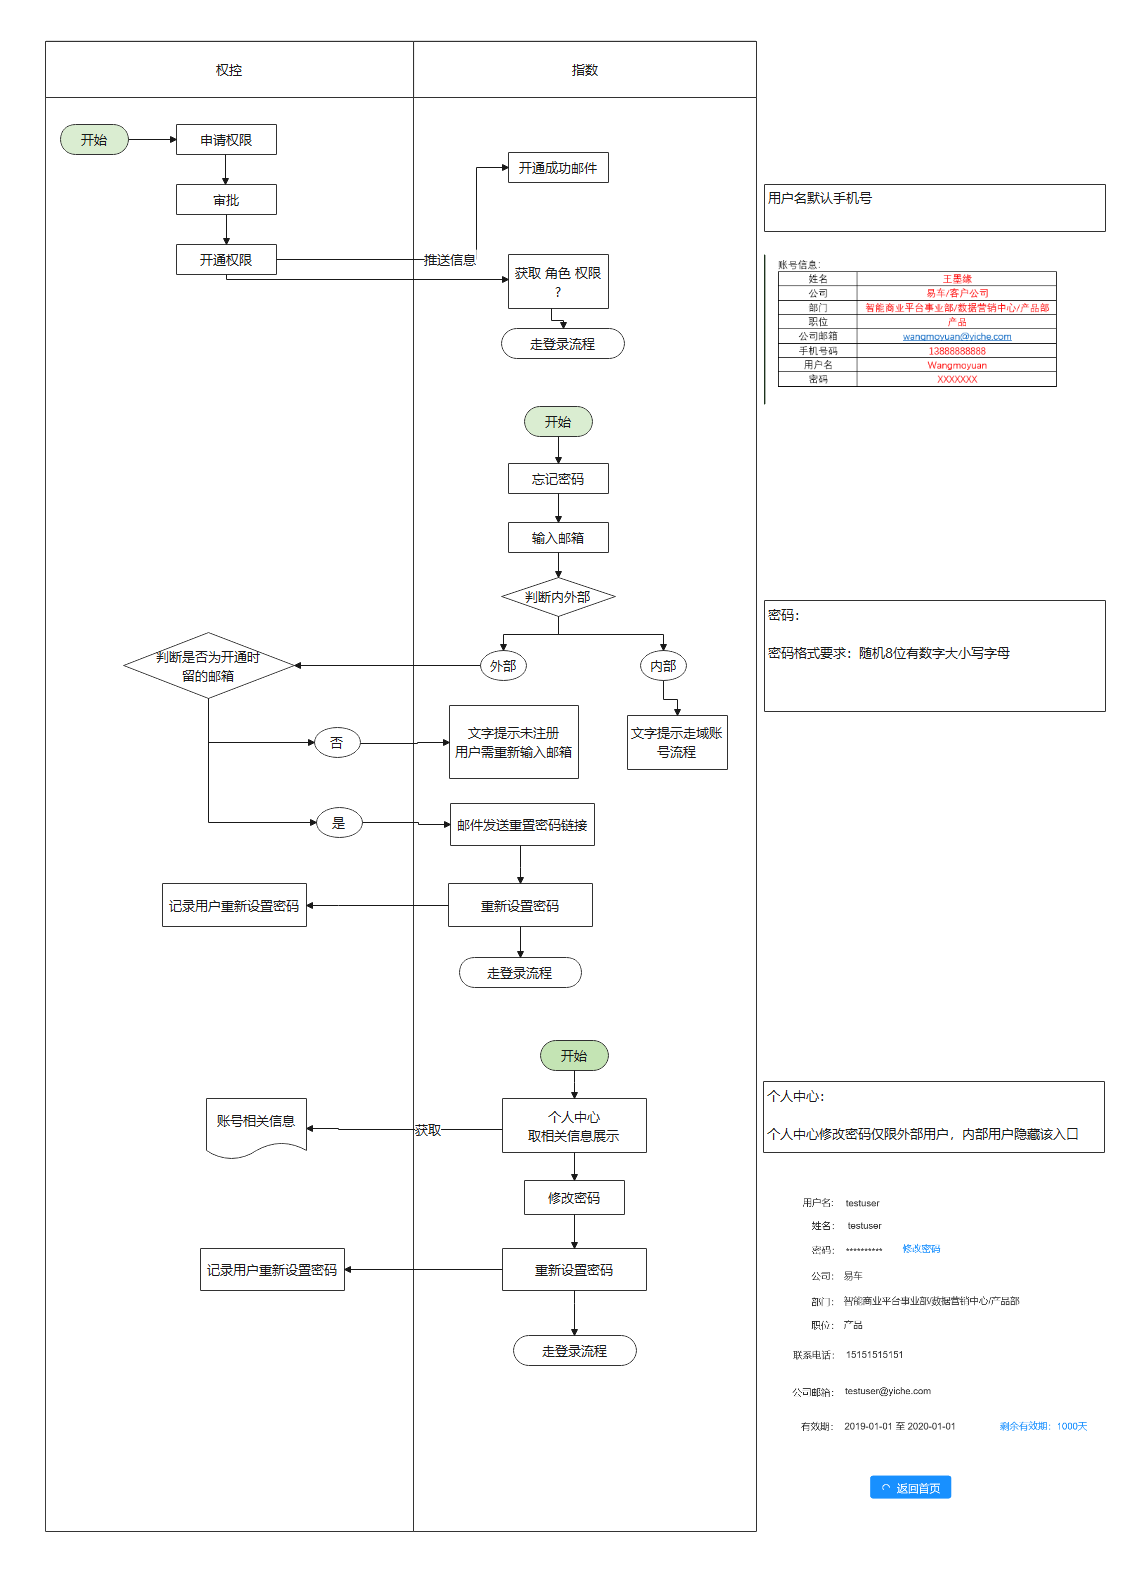 权控
指数
开始
申请权限
审批
开通权限
推送信息
开通成功邮件
获取 角色 权限
?
走登录流程
用户名默认手机号
账号信息:
姓名 王墨缘
公司 易车/客户公司
部门 智能商业平台事业部/数据营销中心/产品部
职位 产品
公司邮箱 wangmoyuan@yiche.com
手机号码 13888888888
用户名 Wangmoyuan
密码 XXXXXXX
开始
忘记密码
输入邮箱
判断内外部
外部
内部
判断是否为开通时
留的邮箱
否
文字提示未注册
用户需重新输入邮箱
文字提示走域账
号流程
是
邮件发送重置密码链接
记录用户重新设置密码
重新设置密码
走登录流程
密码：
密码格式要求：随机8位有数字大小写字母
开始
账号相关信息
获取
个人中心
取相关信息展示
修改密码
记录用户重新设置密码
重新设置密码
走登录流程
个人中心：
个人中心修改密码仅限外部用户，内部用户隐藏该入口
用户名： testuser
姓名： testuser
密码： ********** 修改密码
公司： 易车
部门： 智能商业平台事业部/数据营销中心/产品部
职位： 产品
联系电话： 15151515151
公司邮箱： testuser@yiche.com
有效期： 2019-01-01 至 2020-01-01 剩余有效期：1000天
返回首页